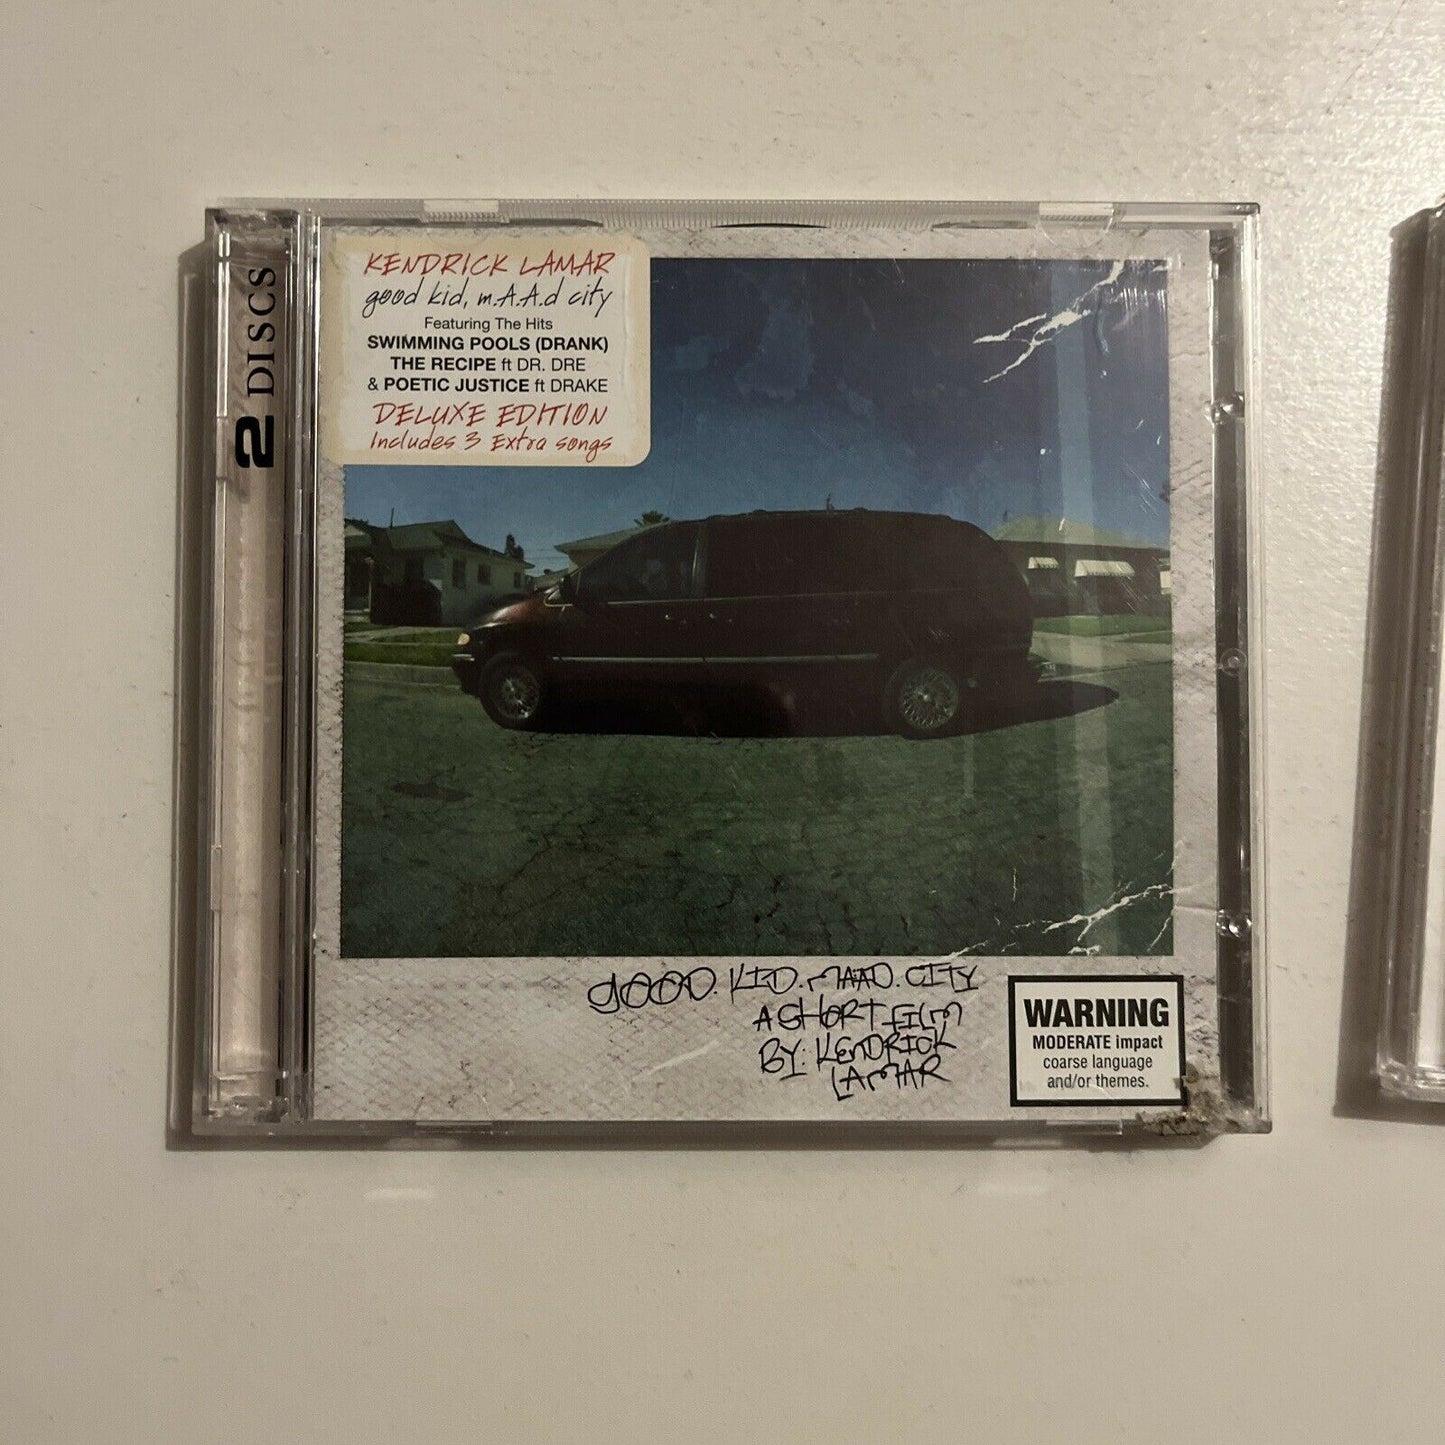 2 DISCS
KENDRICK LAMAR
good kid, m.A.A.d city
Featuring The Hits
SWIMMING POOLS (DRANK)
THE RECIPE ft DR. DRE
& POETIC JUSTICE ft DRAKE
DELUXE EDITION
Includes 3 Extra songs
gOOD. KID. MAAD. CITY
A SHORT FILM
BY: KENDRICK
LAMAR
WARNING
MODERATE impact
coarse language
and/or themes.